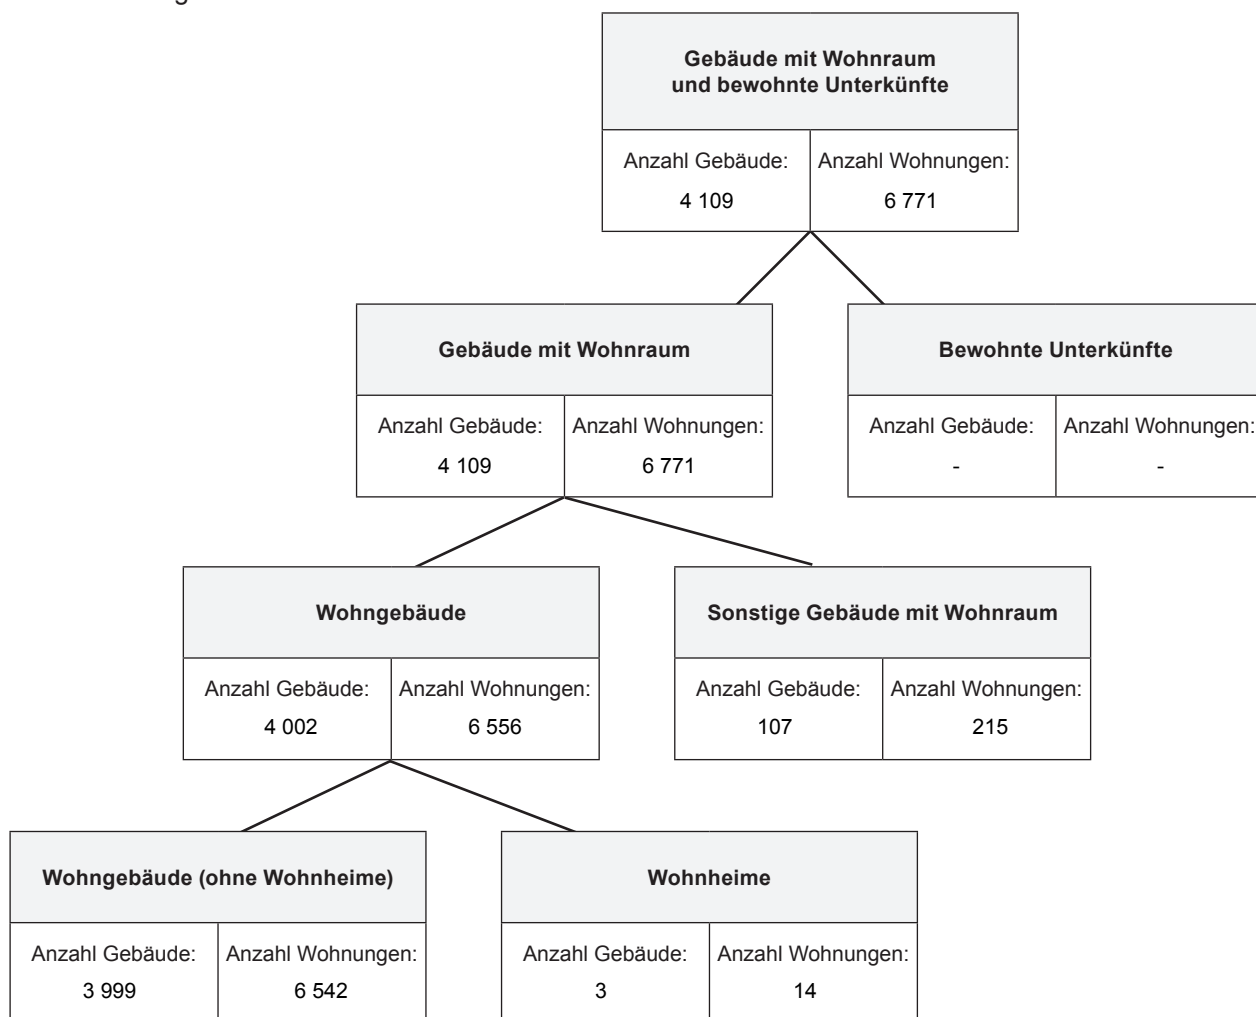 Gebäude mit Wohnraum
und bewohnte Unterkünfte
Anzahl Gebäude: Anzahl Wohnungen:
4 109 6 771
Gebäude mit Wohnraum
Anzahl Gebäude: Anzahl Wohnungen:
4 109 6 771
Bewohnte Unterkünfte
Anzahl Gebäude: Anzahl Wohnungen:
- -
Wohngebäude
Anzahl Gebäude: Anzahl Wohnungen:
4 002 6 556
Sonstige Gebäude mit Wohnraum
Anzahl Gebäude: Anzahl Wohnungen:
107 215
Wohngebäude (ohne Wohnheime)
Anzahl Gebäude: Anzahl Wohnungen:
3 999 6 542
Wohnheime
Anzahl Gebäude: Anzahl Wohnungen:
3 14